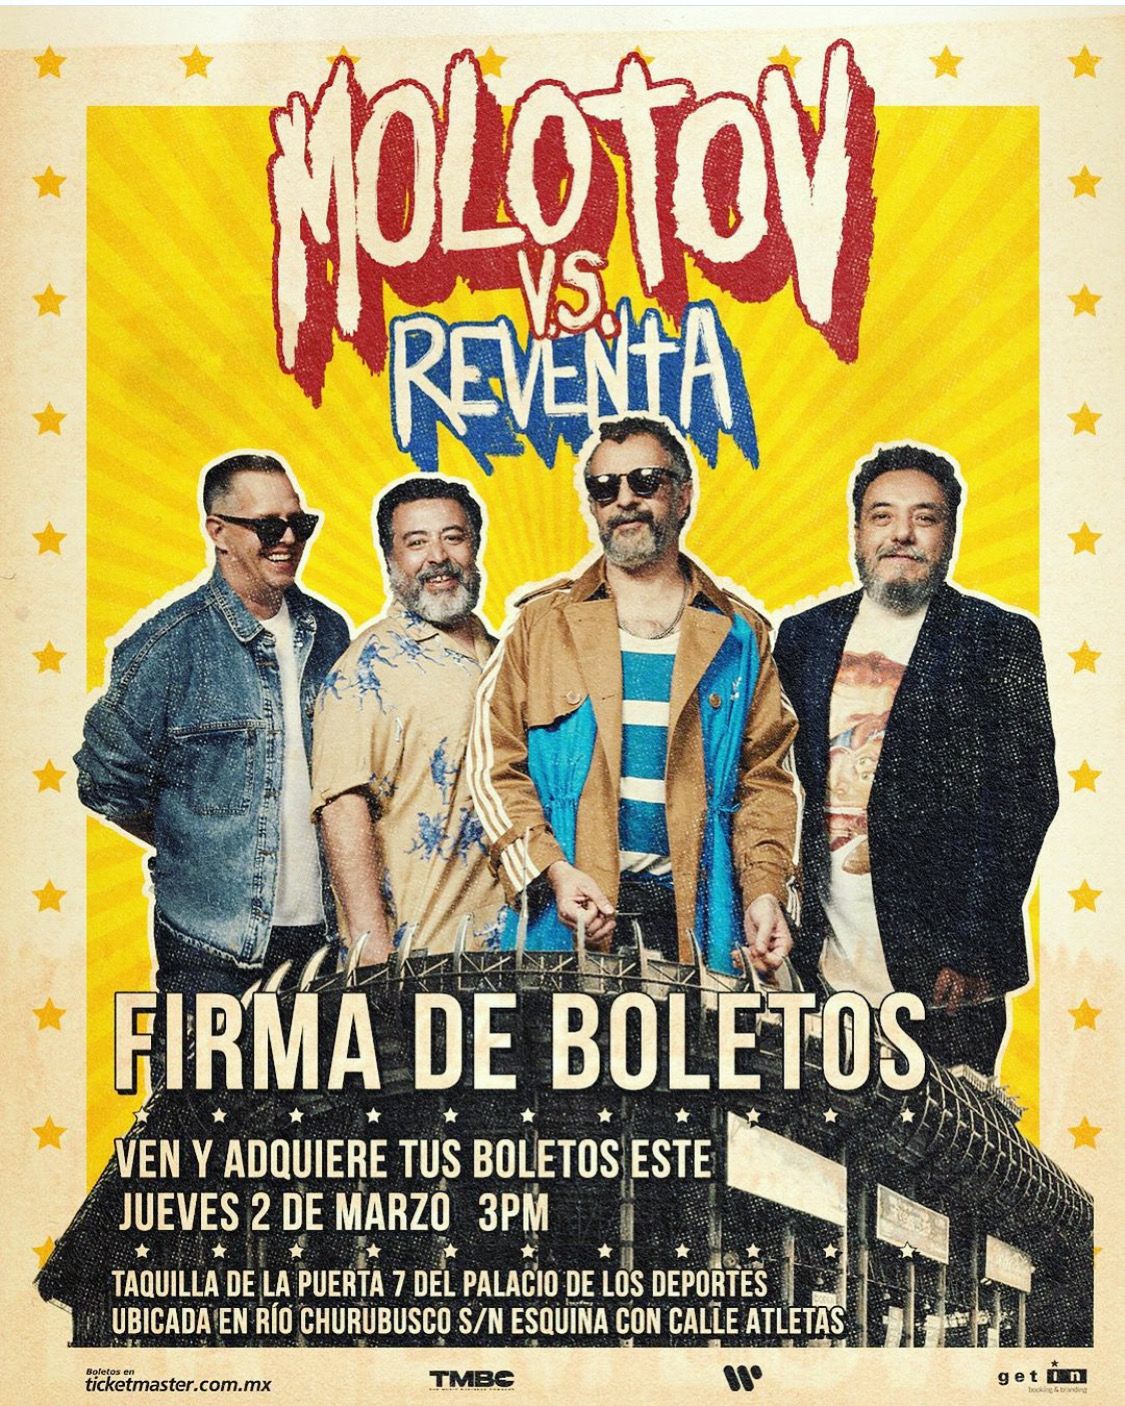 MOLOTOV
V.S.
REVENTA
FIRMA DE BOLETOS
VEN Y ADQUIERE TUS BOLETOS ESTE
JUEVES 2 DE MARZO 3PM
TAQUILLA DE LA PUERTA 7 DEL PALACIO DE LOS DEPORTES
UBICADA EN RÍO CHURUBUSCO S/N ESQUINA CON CALLE ATLETAS
Boletos en
ticketmaster.com.mx
TMBC
get in
booking & branding